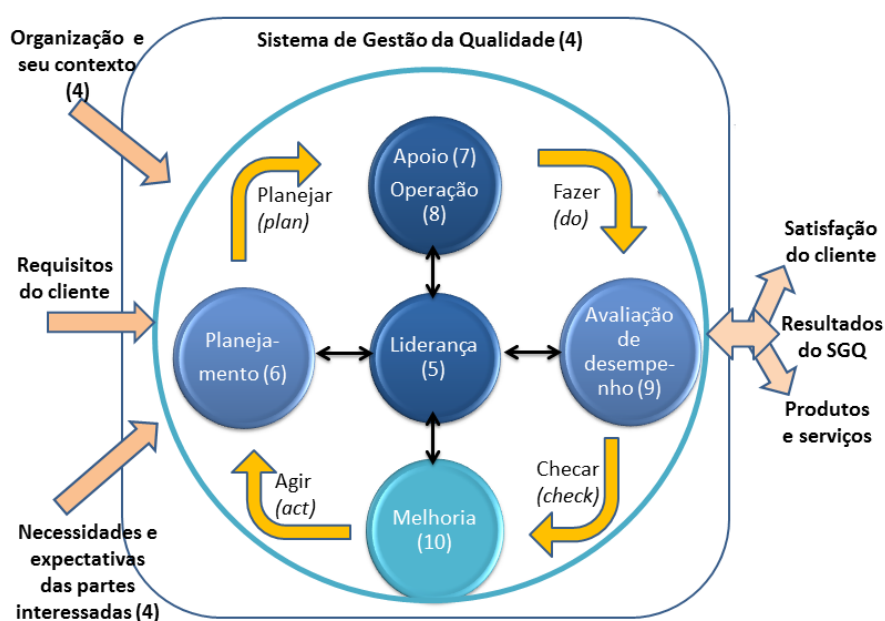 Organização e
seu contexto
(4)
Sistema de Gestão da Qualidade (4)
Apoio (7)
Operação
(8)
Planejar
(plan)
Fazer
(do)
Requisitos
do cliente
Planeja-
mento (6)
Liderança
(5)
Avaliação
de
desempe-
nho (9)
Satisfação
do cliente
Resultados
do SGQ
Produtos
e serviços
Agir
(act)
Melhoria
(10)
Checar
(check)
Necessidades e
expectativas
das partes
interessadas (4)